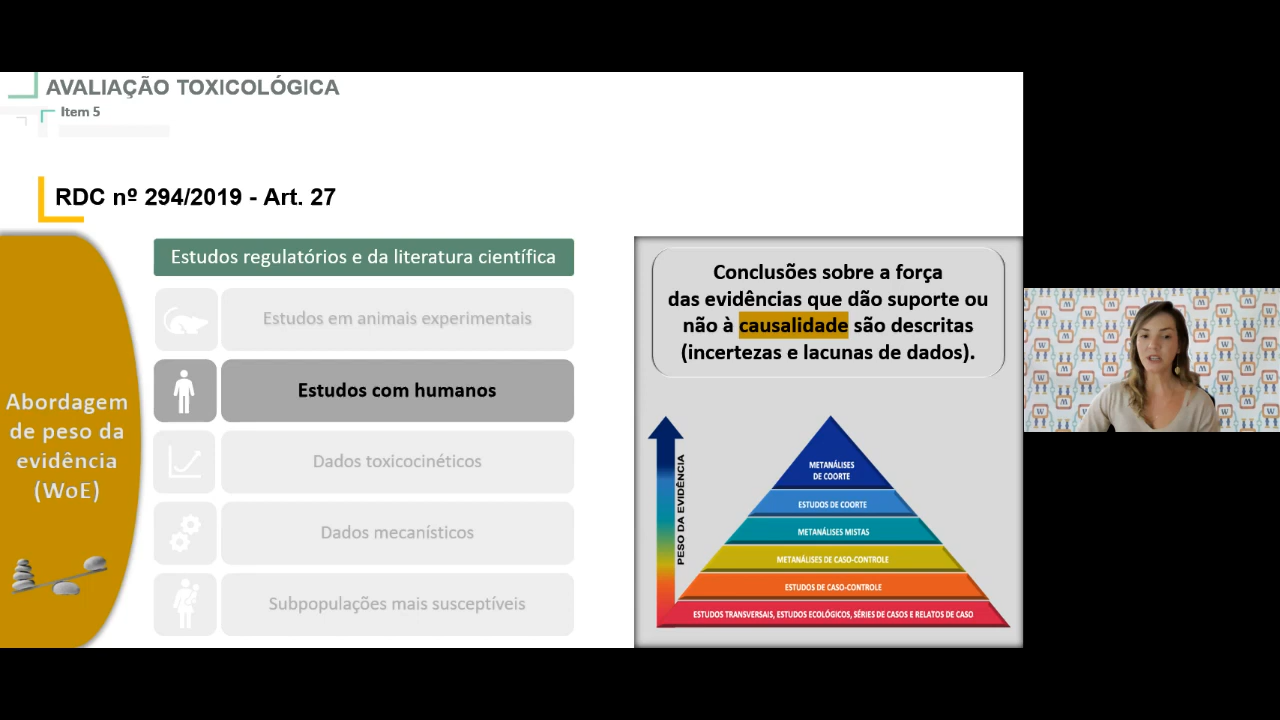 AVALIAÇÃO TOXICOLÓGICA
Item 5
RDC nº 294/2019 - Art. 27
Abordagem
de peso da
evidência
(WoE)
Estudos regulatórios e da literatura científica
Estudos em animais experimentais
Estudos com humanos
Dados toxicocinéticos
Dados mecanísticos
Subpopulações mais susceptíveis
Conclusões sobre a força
das evidências que dão suporte ou
não à causalidade são descritas
(incertezas e lacunas de dados).
PESO DA EVIDÊNCIA
METANÁLISES
DE COORTE
ESTUDOS DE COORTE
METANÁLISES MISTAS
METANÁLISES DE CASO-CONTROLE
ESTUDOS DE CASO-CONTROLE
ESTUDOS TRANSVERSAIS, ESTUDOS ECOLÓGICOS, SÉRIES DE CASOS E RELATOS DE CASO